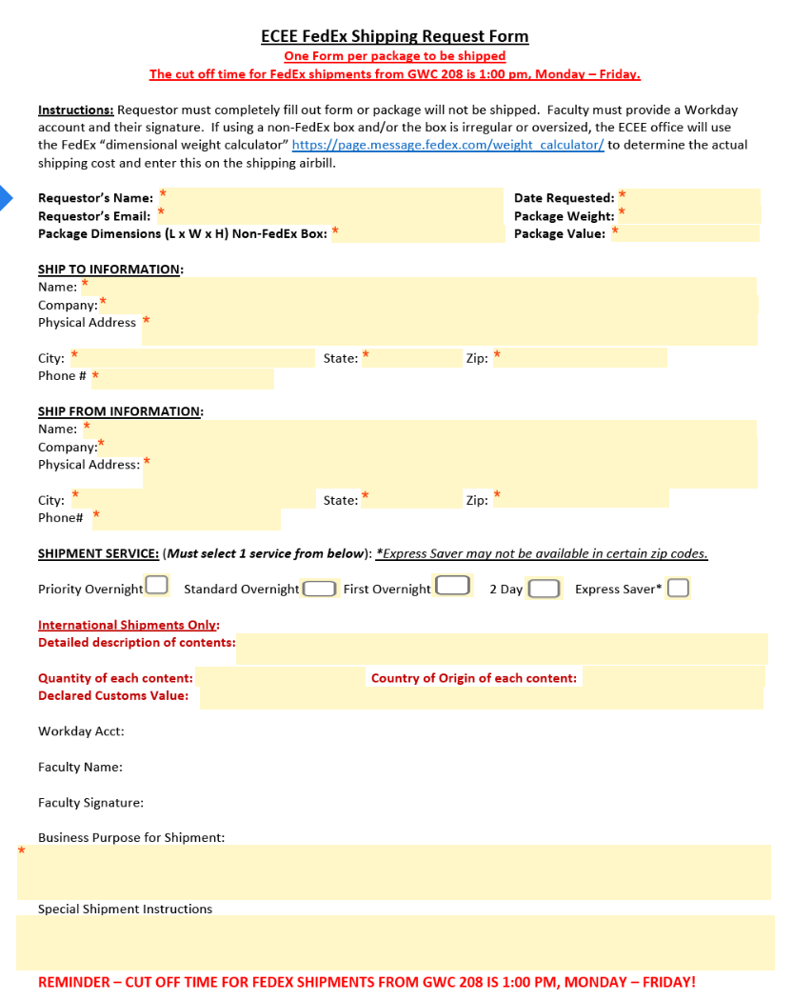 ECEE FedEx Shipping Request Form
One Form per package to be shipped
The cut off time for FedEx shipments from GWC 208 is 1:00 pm, Monday – Friday.
Instructions: Requestor must completely fill out form or package will not be shipped. Faculty must provide a Workday
account and their signature. If using a non-FedEx box and/or the box is irregular or oversized, the ECEE office will use
the FedEx “dimensional weight calculator” https://page.message.fedex.com/weight_calculator/ to determine the actual
shipping cost and enter this on the shipping airbill.
Requestor’s Name: * Date Requested: *
Requestor’s Email: * Package Weight: *
Package Dimensions (L x W x H) Non-FedEx Box: * Package Value: *
SHIP TO INFORMATION:
Name: *
Company: *
Physical Address *
City: * State: * Zip: *
Phone # *
SHIP FROM INFORMATION:
Name: *
Company:*
Physical Address: *
City: * State: * Zip: *
Phone# *
SHIPMENT SERVICE: (Must select 1 service from below): *Express Saver may not be available in certain zip codes.
Priority Overnight Standard Overnight First Overnight 2 Day Express Saver*
International Shipments Only:
Detailed description of contents:
Quantity of each content: Country of Origin of each content:
Declared Customs Value:
Workday Acct:
Faculty Name:
Faculty Signature:
Business Purpose for Shipment:
*
Special Shipment Instructions
REMINDER – CUT OFF TIME FOR FEDEX SHIPMENTS FROM GWC 208 IS 1:00 PM, MONDAY – FRIDAY!